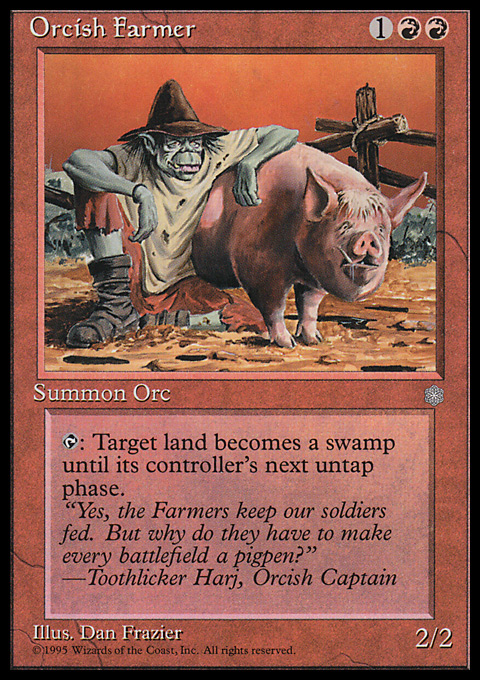 Orcish Farmer 1
Summon Orc
: Target land becomes a swamp
until its controller's next untap
phase.
"Yes, the Farmers keep our soldiers
fed. But why do they have to make
every battlefield a pigpen?"
—Toothlicker Harj, Orcish Captain
Illus. Dan Frazier
2/2
©1995 Wizards of the Coast, Inc. All rights reserved.